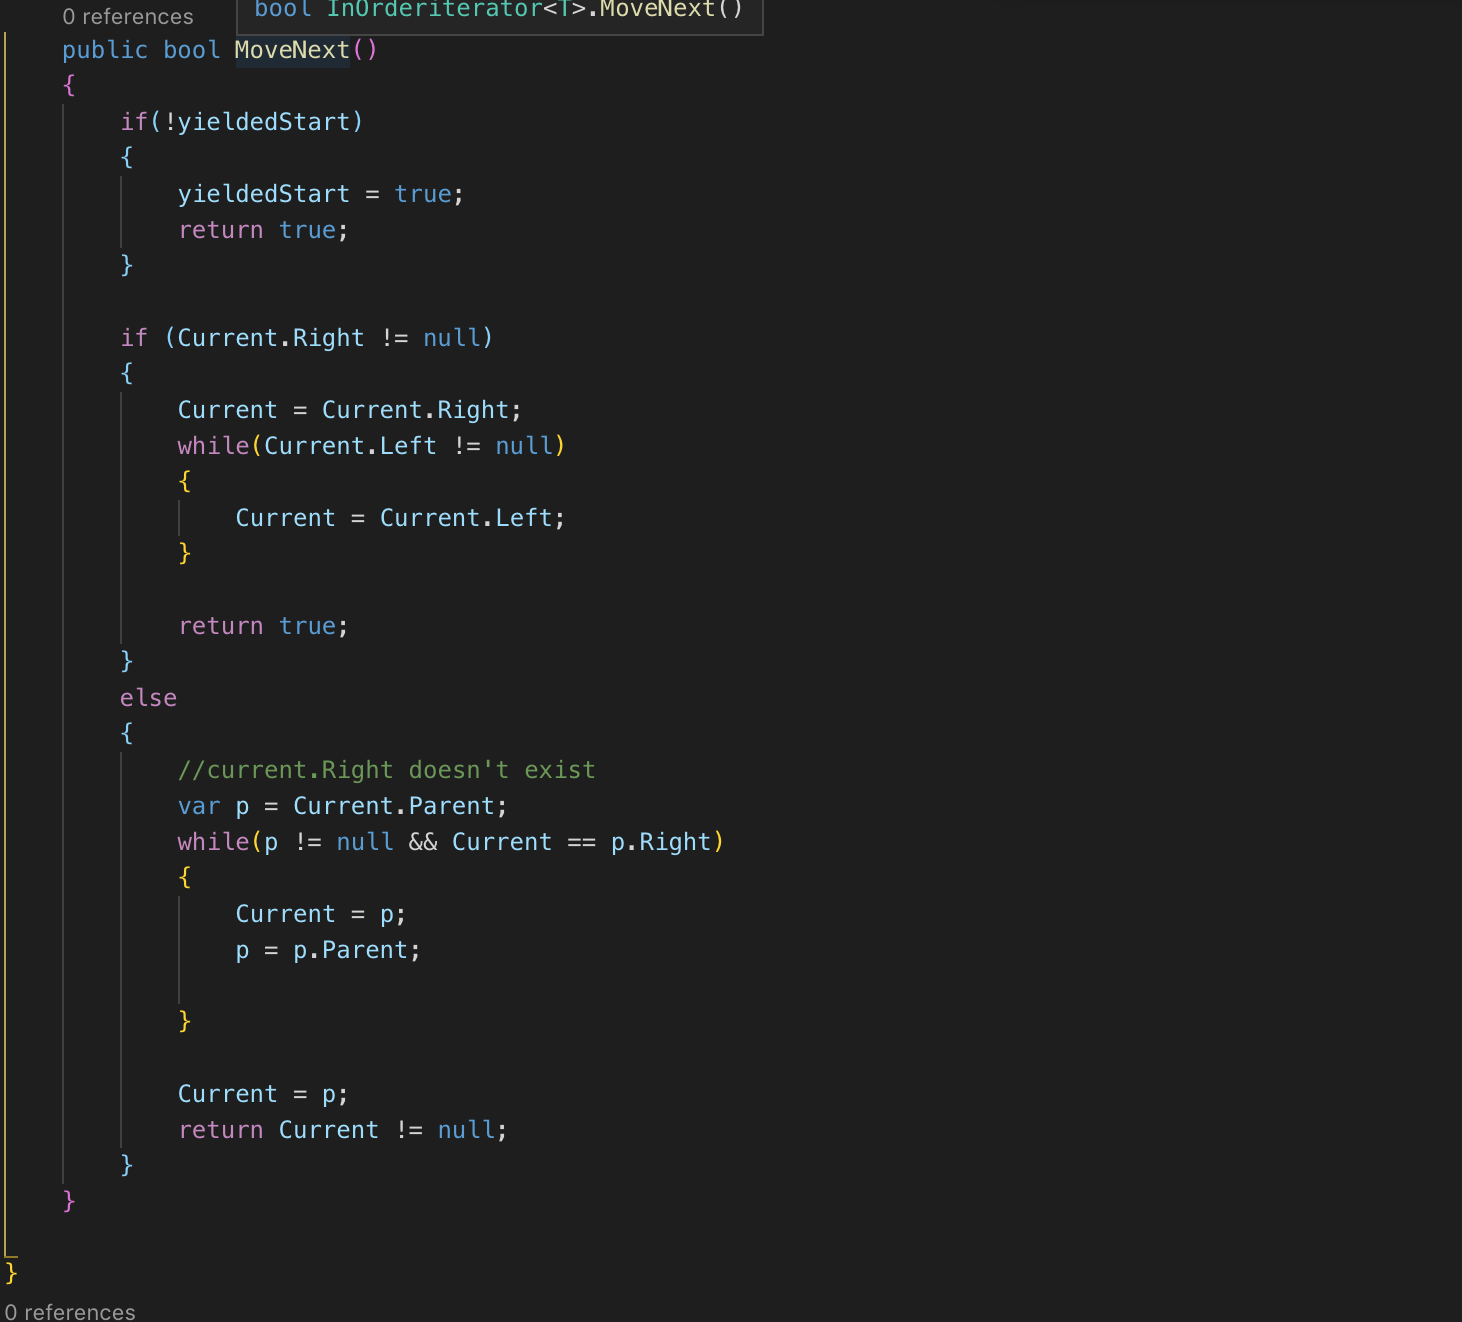 bool InOrderiterator<T>.MoveNext()
0 references
public bool MoveNext()
{
if(!yieldedStart)
{
yieldedStart = true;
return true;
}
if (Current.Right != null)
{
Current = Current.Right;
while(Current.Left != null)
{
Current = Current.Left;
}
return true;
}
else
{
//current.Right doesn't exist
var p = Current.Parent;
while(p != null && Current == p.Right)
{
Current = p;
p = p.Parent;
}
Current = p;
return Current != null;
}
}
}
0 references